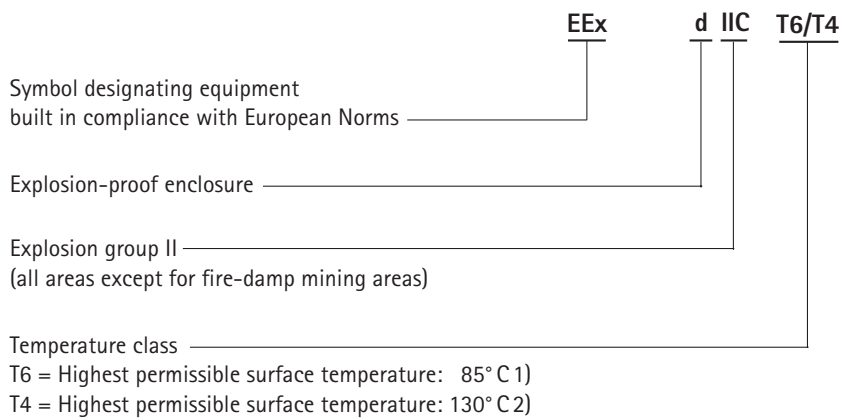 EEx d IIC T6/T4
Symbol designating equipment
built in compliance with European Norms
Explosion-proof enclosure
Explosion group II
(all areas except for fire-damp mining areas)
Temperature class
T6 = Highest permissible surface temperature: 85° C 1)
T4 = Highest permissible surface temperature: 130° C 2)